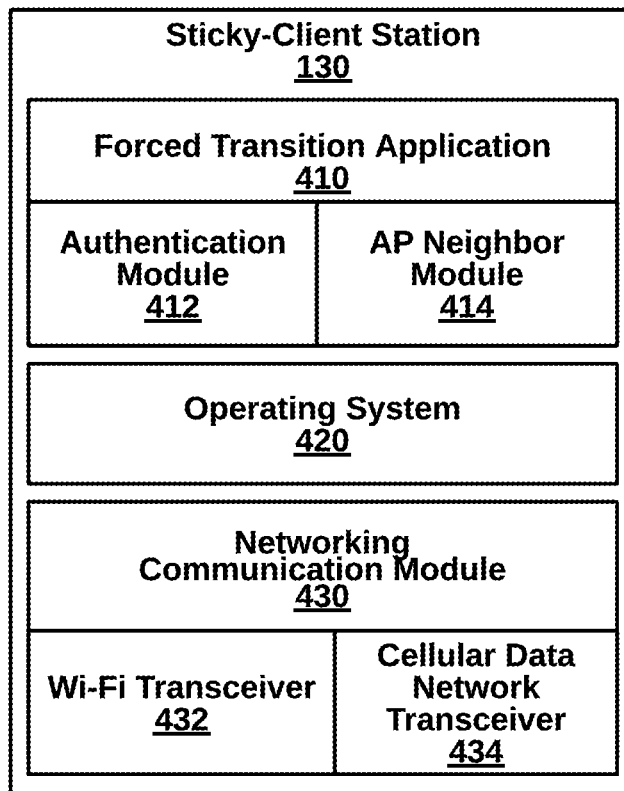 Sticky-Client Station
130
Forced Transition Application
410
Authentication
Module
412
AP Neighbor
Module
414
Operating System
420
Networking
Communication Module
430
Wi-Fi Transceiver
432
Cellular Data
Network
Transceiver
434